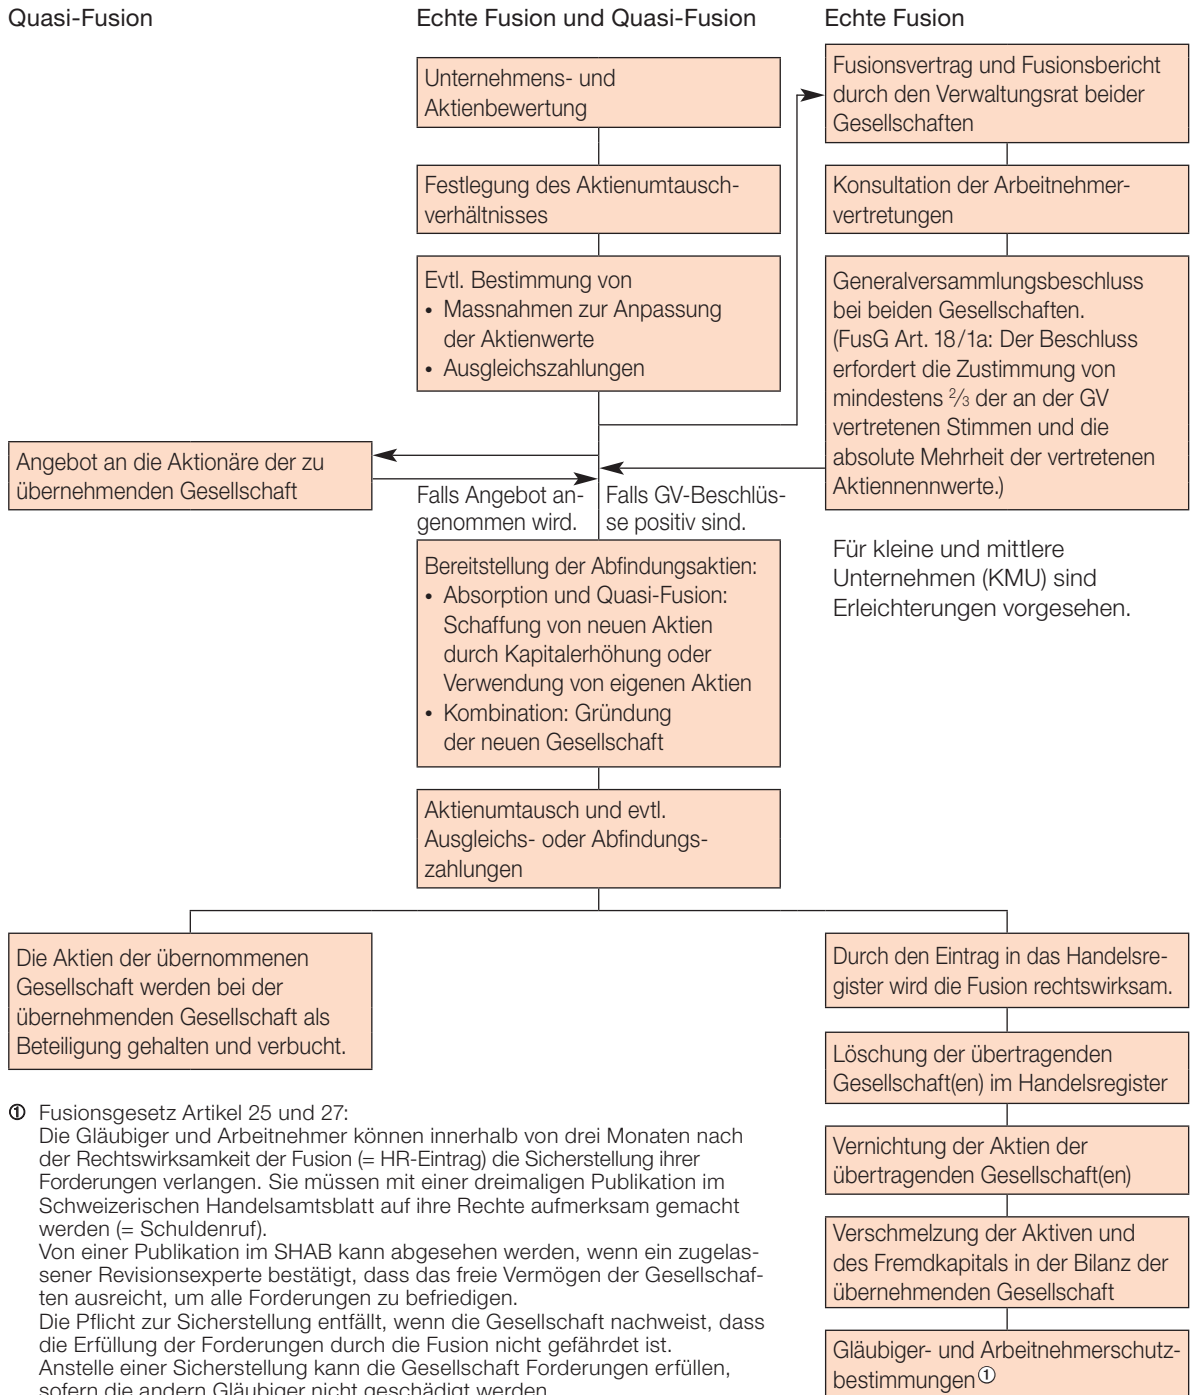 Quasi-Fusion
Echte Fusion und Quasi-Fusion
Echte Fusion
Unternehmens- und
Aktienbewertung
Festlegung des Aktienumtausch-
verhältnisses
Evtl. Bestimmung von
• Massnahmen zur Anpassung
der Aktienwerte
• Ausgleichszahlungen
Fusionsvertrag und Fusionsbericht
durch den Verwaltungsrat beider
Gesellschaften
Konsultation der Arbeitnehmer-
vertretungen
Generalversammlungsbeschluss
bei beiden Gesellschaften.
(FusG Art. 18/1a: Der Beschluss
erfordert die Zustimmung von
mindestens ⅔ der an der GV
vertretenen Stimmen und die
absolute Mehrheit der vertretenen
Aktiennennwerte.)
Für kleine und mittlere
Unternehmen (KMU) sind
Erleichterungen vorgesehen.
Angebot an die Aktionäre der zu
übernehmenden Gesellschaft
Falls Angebot an-
genommen wird.
Falls GV-Beschlüs-
se positiv sind.
Bereitstellung der Abfindungsaktien:
• Absorption und Quasi-Fusion:
Schaffung von neuen Aktien
durch Kapitalerhöhung oder
Verwendung von eigenen Aktien
• Kombination: Gründung
der neuen Gesellschaft
Aktienumtausch und evtl.
Ausgleichs- oder Abfindungs-
zahlungen
Die Aktien der übernommenen
Gesellschaft werden bei der
übernehmenden Gesellschaft als
Beteiligung gehalten und verbucht.
Durch den Eintrag in das Handelsre-
gister wird die Fusion rechtswirksam.
Löschung der übertragenden
Gesellschaft(en) im Handelsregister
Vernichtung der Aktien der
übertragenden Gesellschaft(en)
Verschmelzung der Aktiven und
des Fremdkapitals in der Bilanz der
übernehmenden Gesellschaft
Gläubiger- und Arbeitnehmerschutz-
bestimmungen①
① Fusionsgesetz Artikel 25 und 27:
Die Gläubiger und Arbeitnehmer können innerhalb von drei Monaten nach
der Rechtswirksamkeit der Fusion (= HR-Eintrag) die Sicherstellung ihrer
Forderungen verlangen. Sie müssen mit einer dreimaligen Publikation im
Schweizerischen Handelsamtsblatt auf ihre Rechte aufmerksam gemacht
werden (= Schuldenruf).
Von einer Publikation im SHAB kann abgesehen werden, wenn ein zugelas-
sener Revisionsexperte bestätigt, dass das freie Vermögen der Gesellschaf-
ten ausreicht, um alle Forderungen zu befriedigen.
Die Pflicht zur Sicherstellung entfällt, wenn die Gesellschaft nachweist, dass
die Erfüllung der Forderungen durch die Fusion nicht gefährdet ist.
Anstelle einer Sicherstellung kann die Gesellschaft Forderungen erfüllen,
sofern die andern Gläubiger nicht geschädigt werden